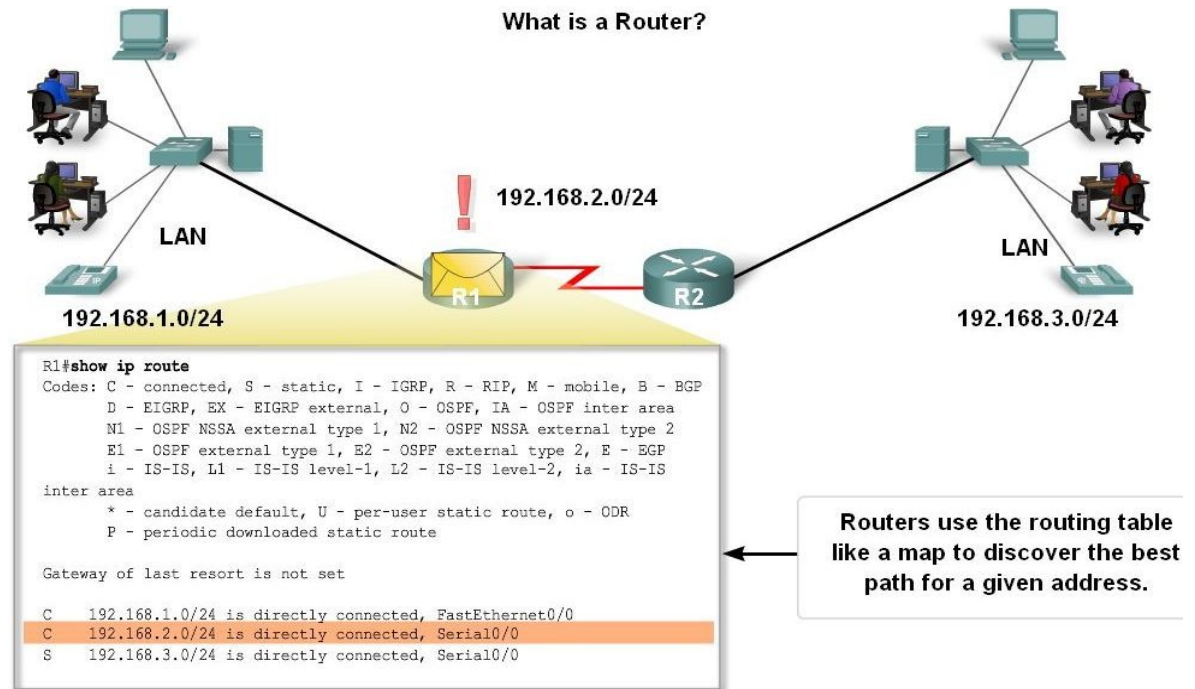 What is a Router?
192.168.2.0/24
LAN
LAN
R1
R2
192.168.1.0/24
192.168.3.0/24
R1#show ip route
Codes: C - connected, S - static, I - IGRP, R - RIP, M - mobile, B - BGP
D - EIGRP, EX - EIGRP external, O - OSPF, IA - OSPF inter area
N1 - OSPF NSSA external type 1, N2 - OSPF NSSA external type 2
E1 - OSPF external type 1, E2 - OSPF external type 2, E - EGP
i - IS-IS, L1 - IS-IS level-1, L2 - IS-IS level-2, ia - IS-IS
inter area
* - candidate default, U - per-user static route, o - ODR
P - periodic downloaded static route
Gateway of last resort is not set
C 192.168.1.0/24 is directly connected, FastEthernet0/0
C 192.168.2.0/24 is directly connected, Serial0/0
S 192.168.3.0/24 is directly connected, Serial0/0
Routers use the routing table
like a map to discover the best
path for a given address.